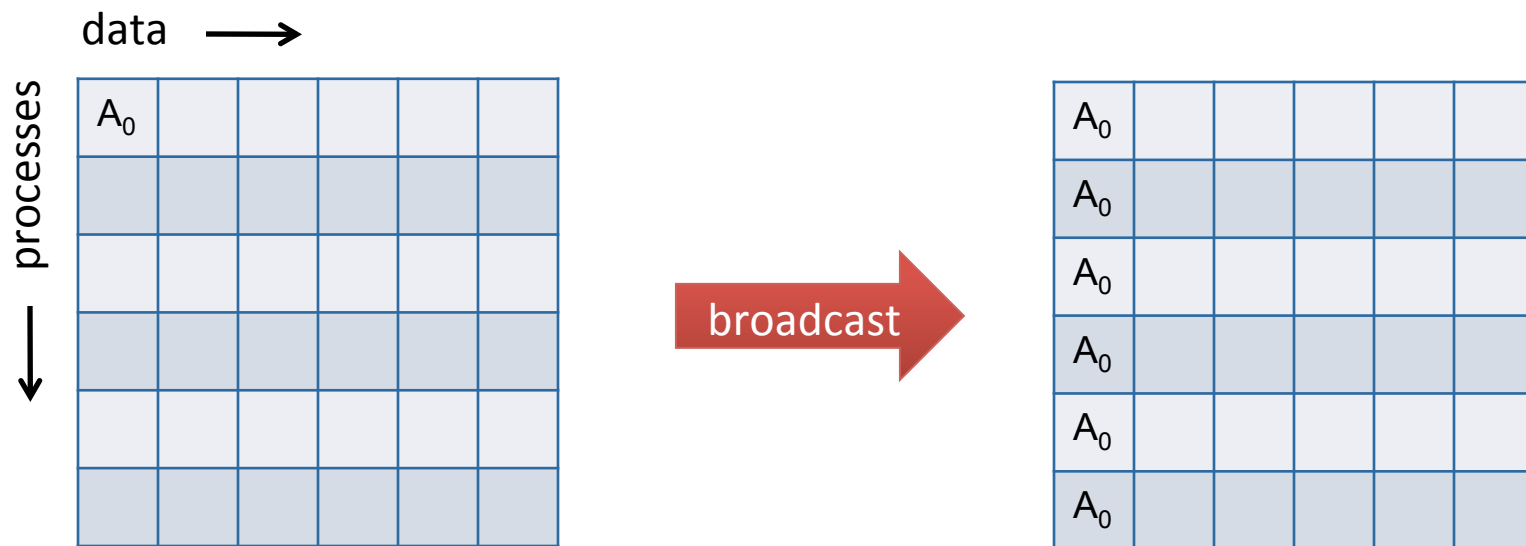 data
processes
A₀
broadcast
A₀
A₀
A₀
A₀
A₀
A₀